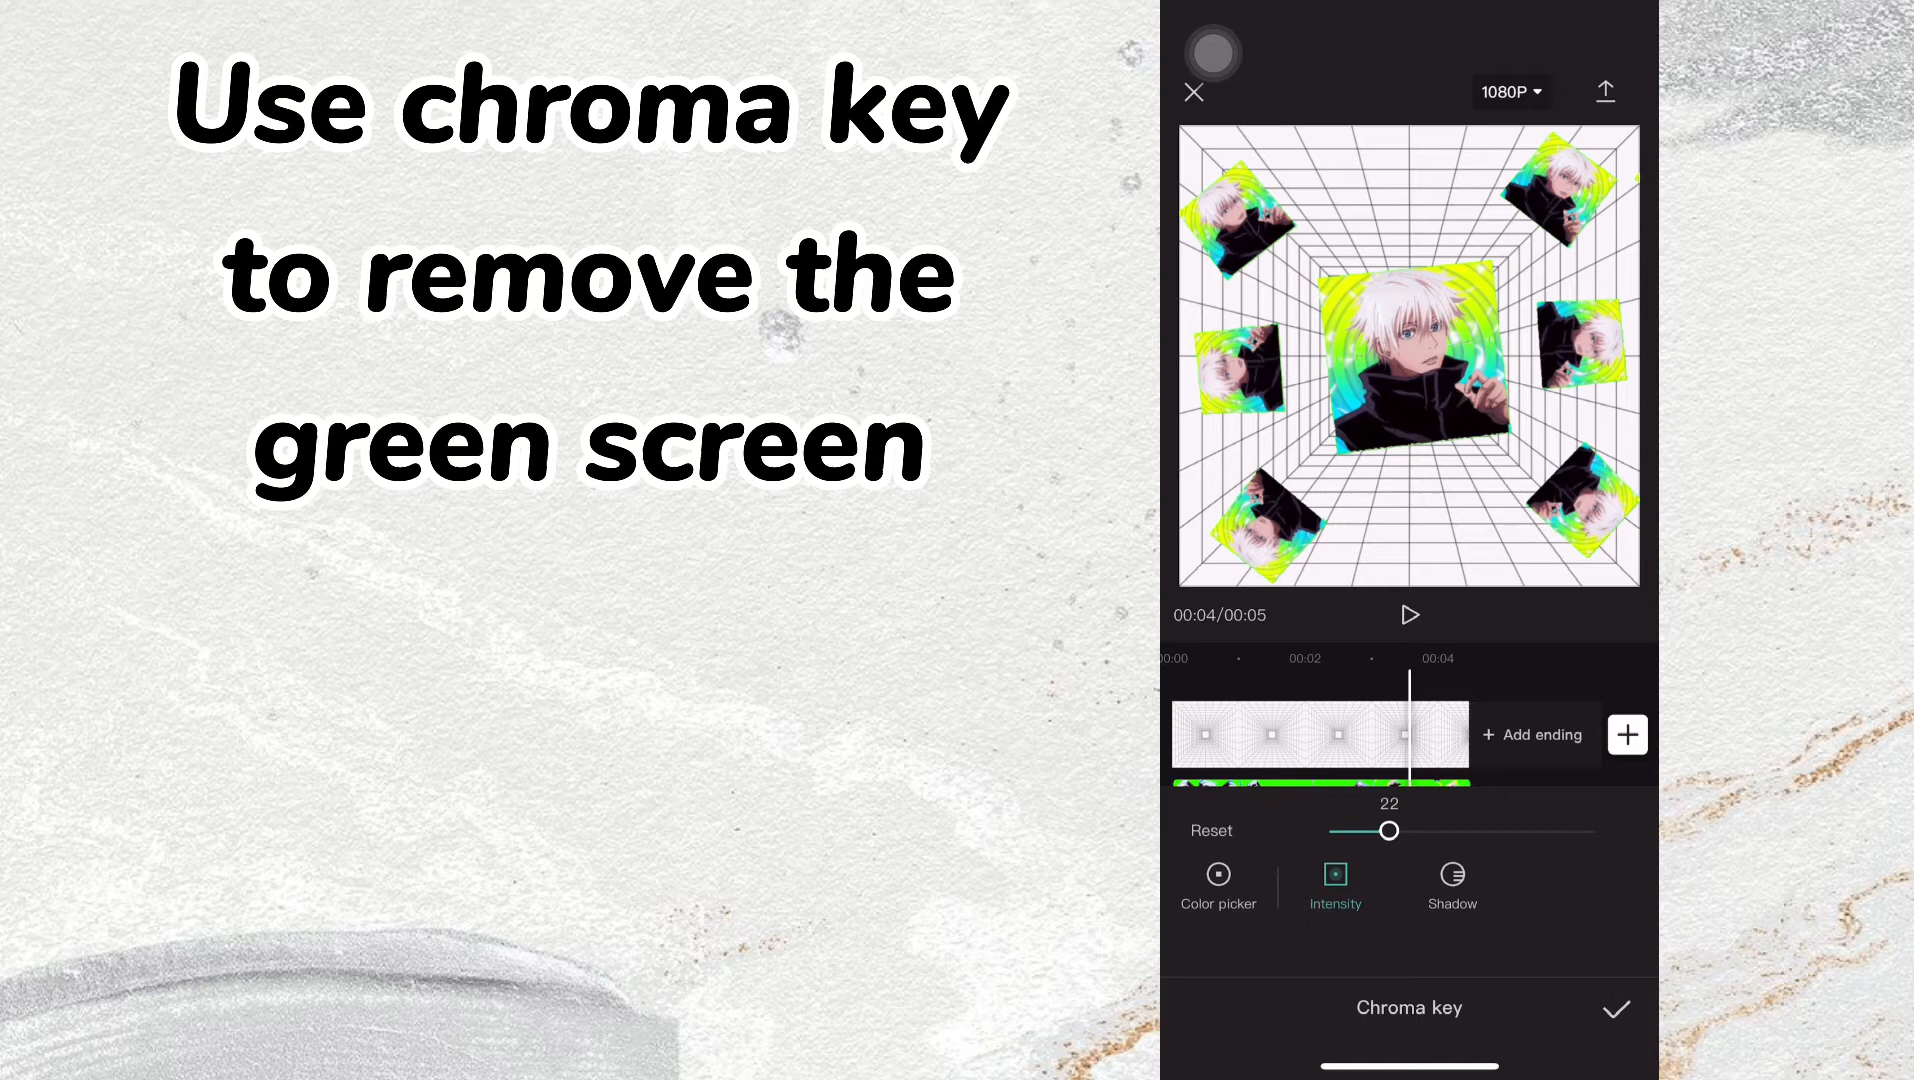 Use chroma key
to remove the
green screen
1080P
00:04/00:05
00:00 00:02 00:04
+ Add ending
22
Reset
Color picker Intensity Shadow
Chroma key